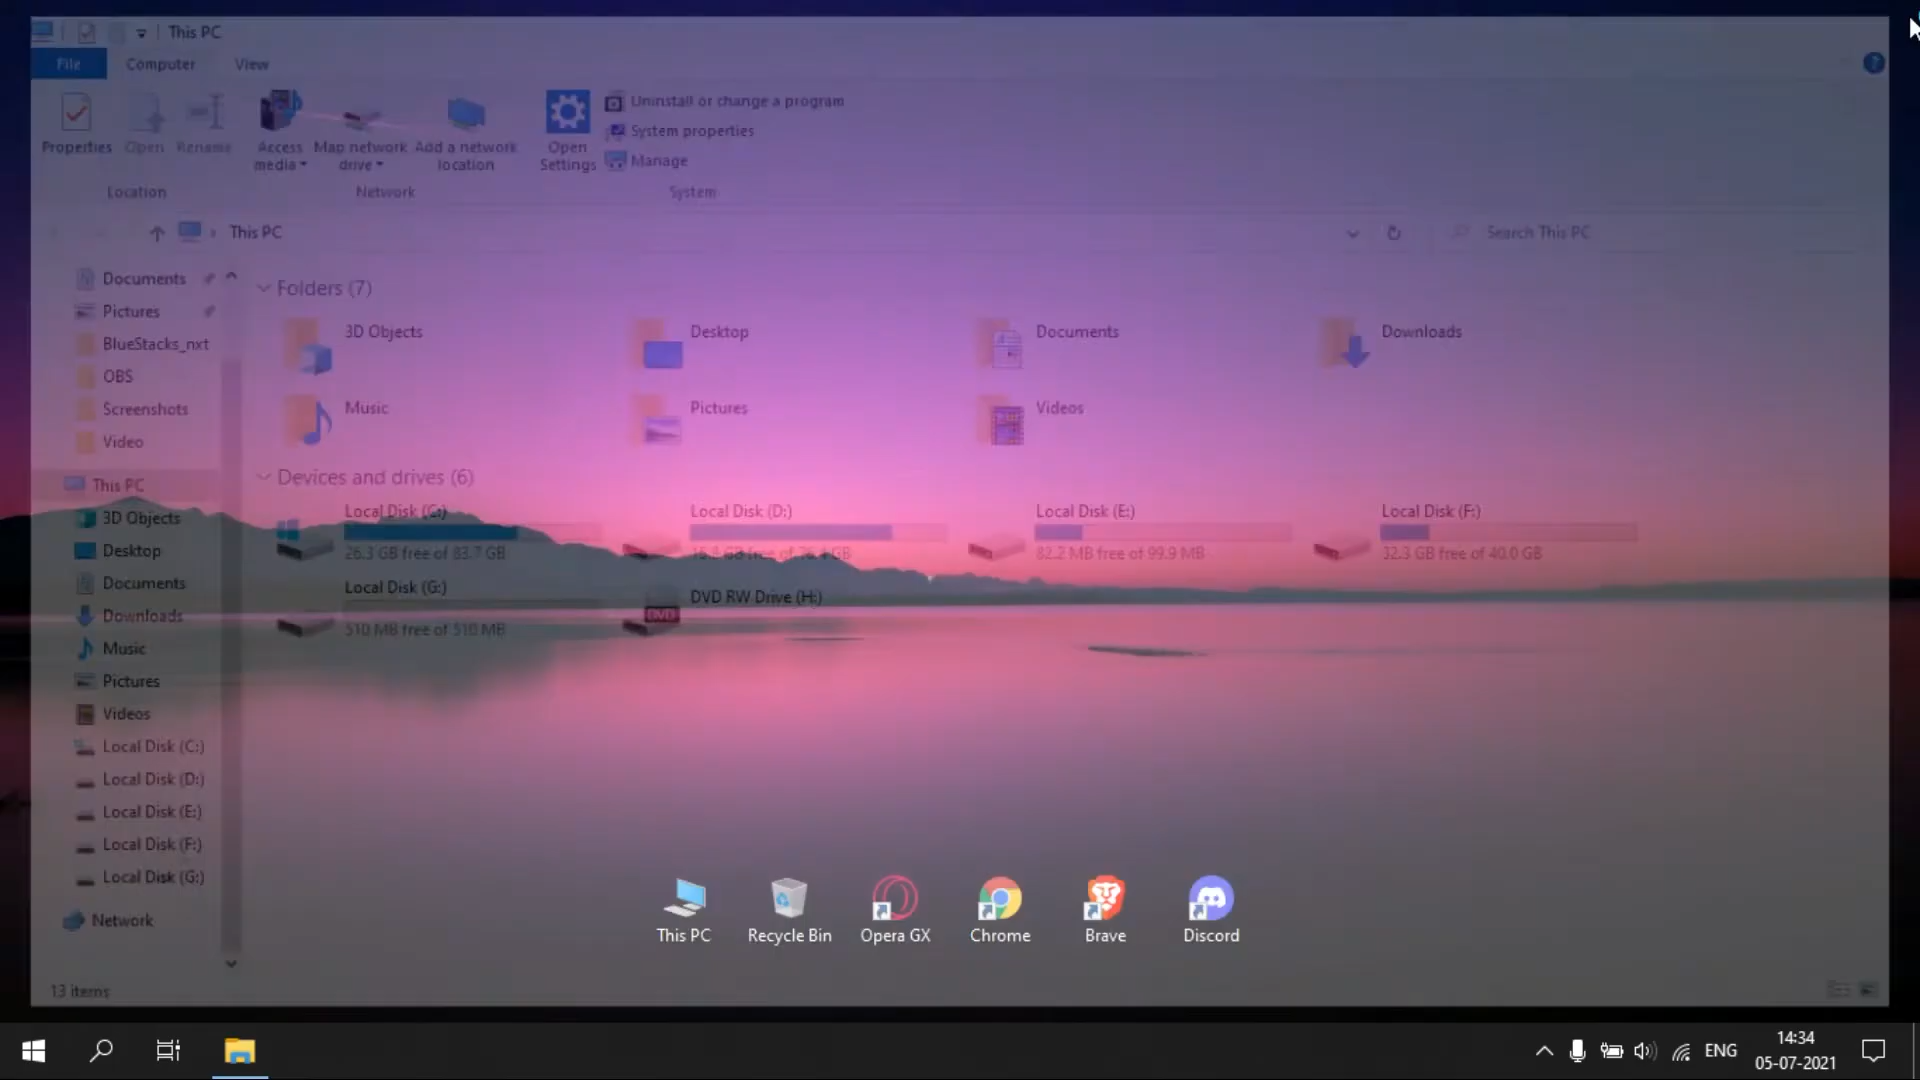 This PC
File Computer View
Uninstall or change a program
System properties
Manage
Properties Open Rename
Access media
Map network drive
Add a network location
Open Settings
Location Network System
This PC
Search This PC
Documents
Pictures
BlueStacks_nxt
OBS
Screenshots
Video
This PC
3D Objects
Desktop
Documents
Downloads
Music
Pictures
Videos
Local Disk (C:)
Local Disk (D:)
Local Disk (E:)
Local Disk (F:)
Local Disk (G:)
Network
Folders (7)
3D Objects
Desktop
Documents
Downloads
Music
Pictures
Videos
Devices and drives (6)
Local Disk (C:)
26.3 GB free of 83.7 GB
Local Disk (D:)
Local Disk (E:)
82.2 MB free of 99.9 MB
Local Disk (F:)
32.3 GB free of 40.0 GB
Local Disk (G:)
510 MB free of 510 MB
DVD RW Drive (H:)
DVD
This PC
Recycle Bin
Opera GX
Chrome
Brave
Discord
13 items
ENG
14:34
05-07-2021